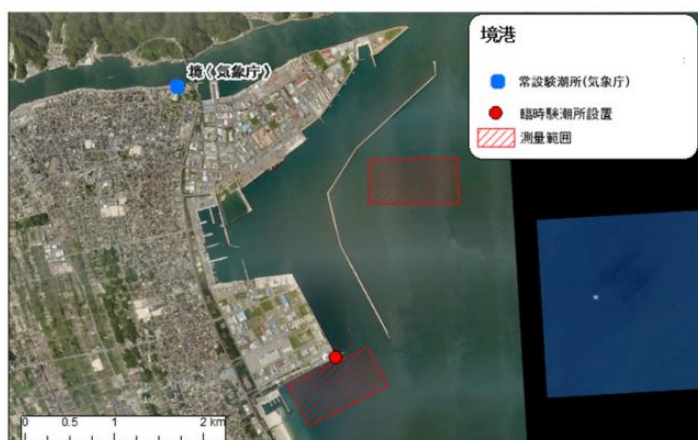 境港
境(気象庁)
常設験潮所(気象庁)
臨時験潮所設置
測量範囲
0 0.5 1 2 km